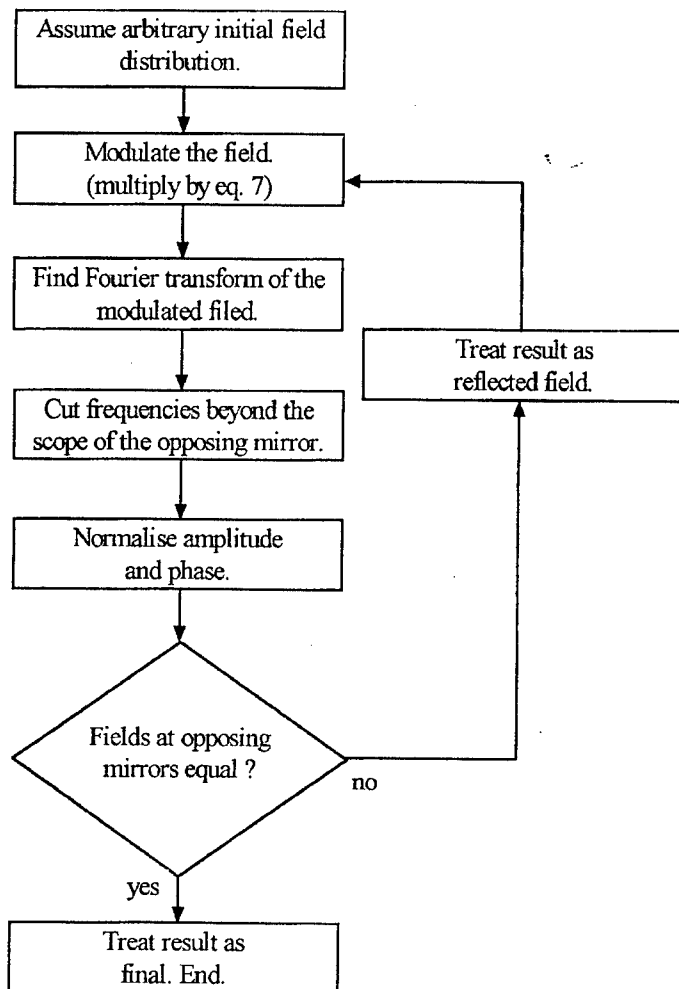 Assume arbitrary initial field
distribution.
Modulate the field.
(multiply by eq. 7)
Find Fourier transform of the
modulated filed.
Cut frequencies beyond the
scope of the opposing mirror.
Normalise amplitude
and phase.
Fields at opposing
mirrors equal ?
no
Treat result as
reflected field.
yes
Treat result as
final. End.